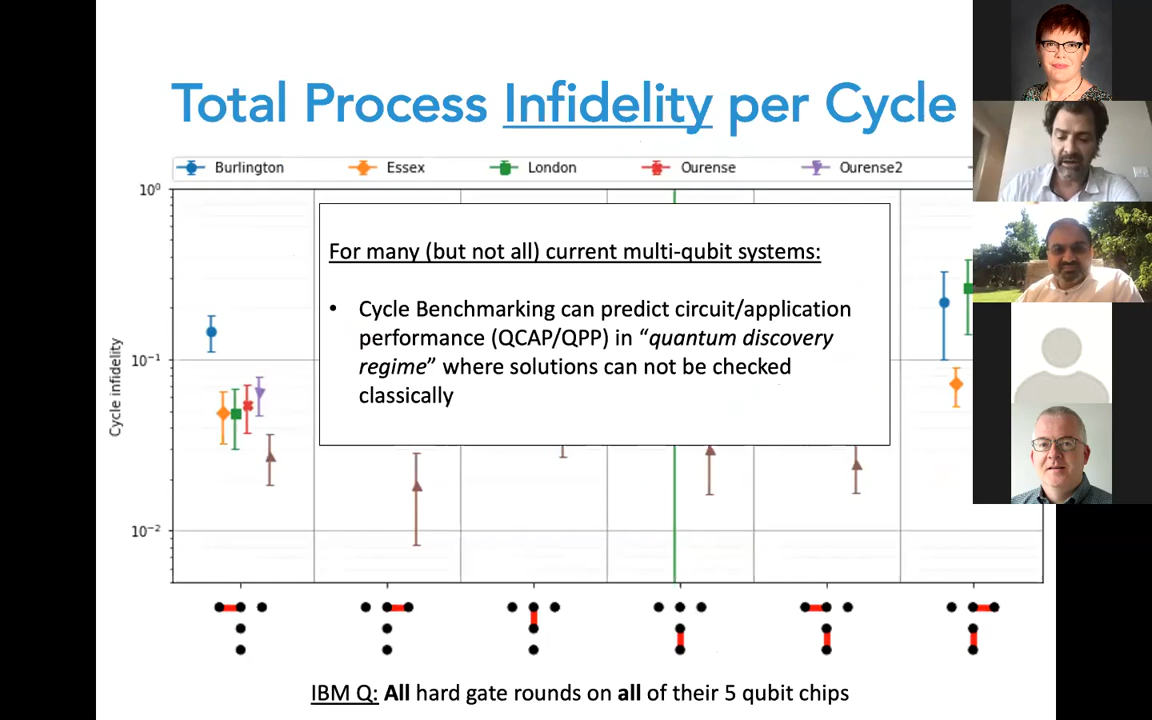 Total Process Infidelity per Cycle
Burlington Essex London Ourense Ourense2
10⁰
For many (but not all) current multi-qubit systems:
• Cycle Benchmarking can predict circuit/application
performance (QCAP/QPP) in “quantum discovery
regime” where solutions can not be checked
classically
10⁻¹
Cycle infidelity
10⁻²
IBM Q: All hard gate rounds on all of their 5 qubit chips